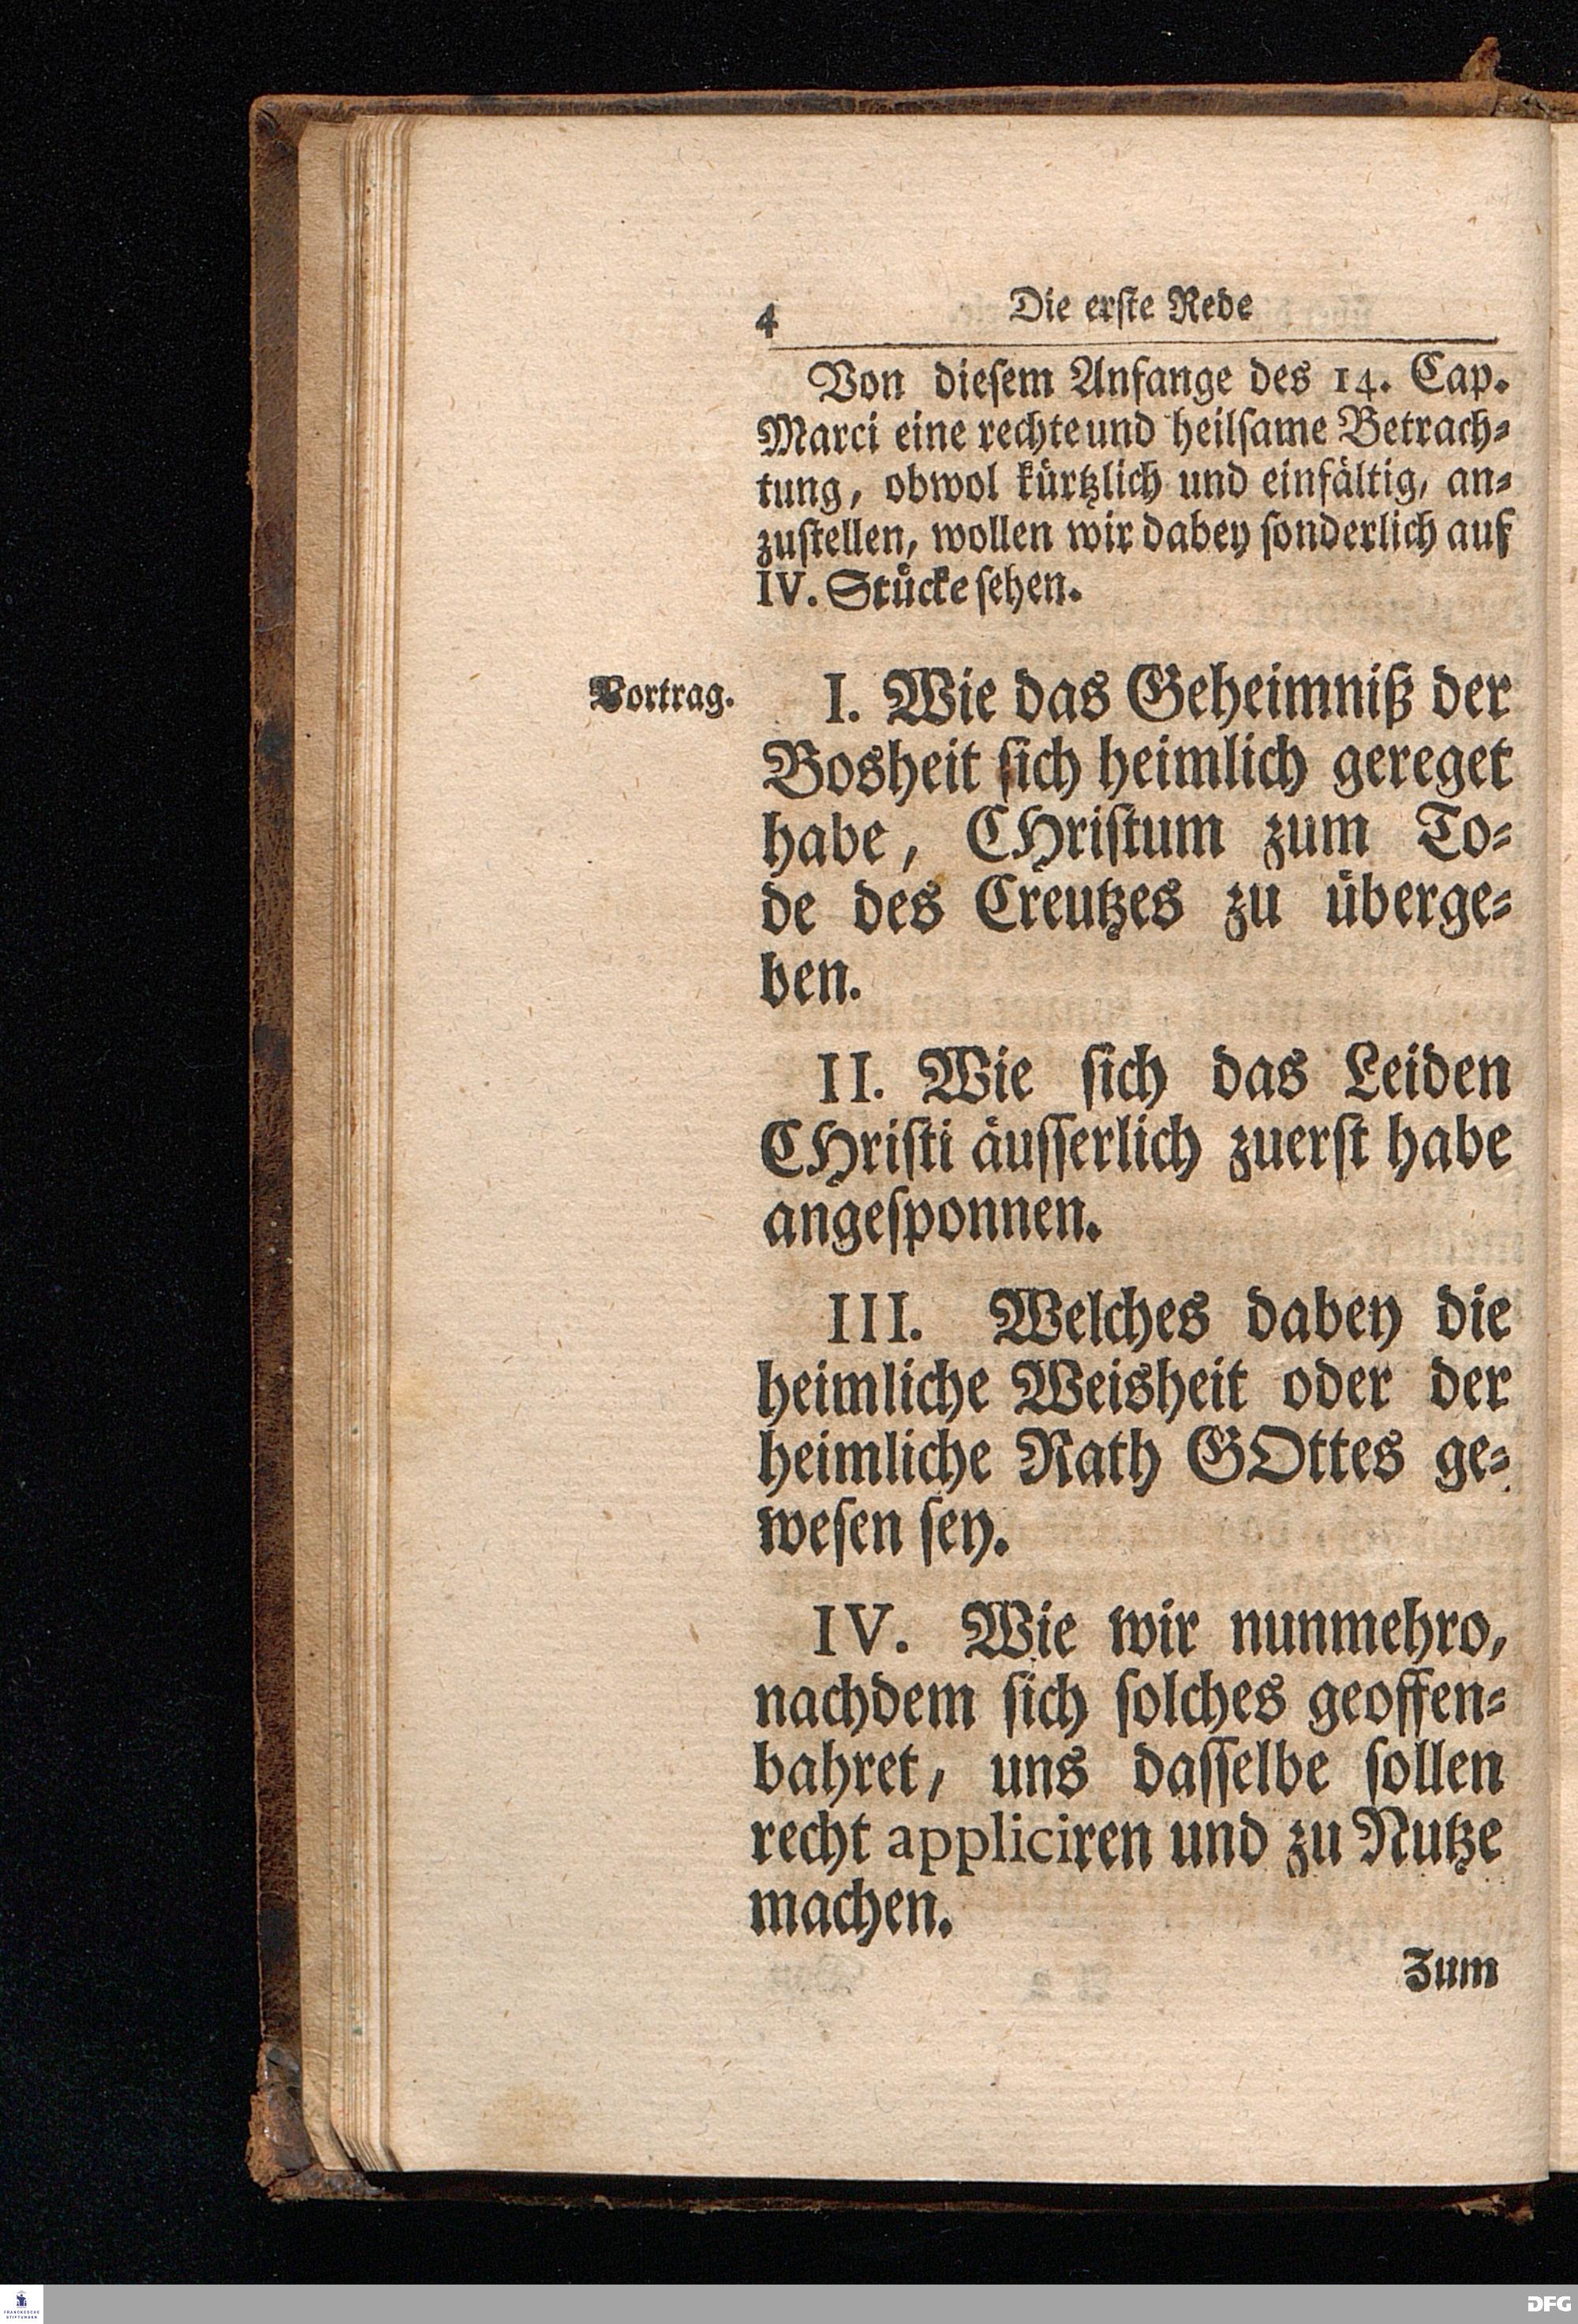 4
Die erſte Rede
Von dieſem Anfange des 14. Cap.
Marci eine rechte und heilſame Betrach⸗
tung, obwol kürtzlich und einfältig, an⸗
zuſtellen, wollen wir dabey ſonderlich auf
IV. Stücke ſehen.
Vortrag.
I. Wie das Geheimniß der
Bosheit ſich heimlich gereget
habe, CHriſtum zum To⸗
de des Creutzes zu überge⸗
ben.
II. Wie ſich das Leiden
CHriſti äuſſerlich zuerſt habe
angeſponnen.
III. Welches dabey die
heimliche Weisheit oder der
heimliche Rath GOttes ge⸗
weſen ſey.
IV. Wie wir nunmehro,
nachdem ſich ſolches geoffen⸗
bahret, uns daſſelbe ſollen
recht appliciren und zu Nutze
machen.
Zum
FRANCKESCHE
STIFTUNGEN
DFG